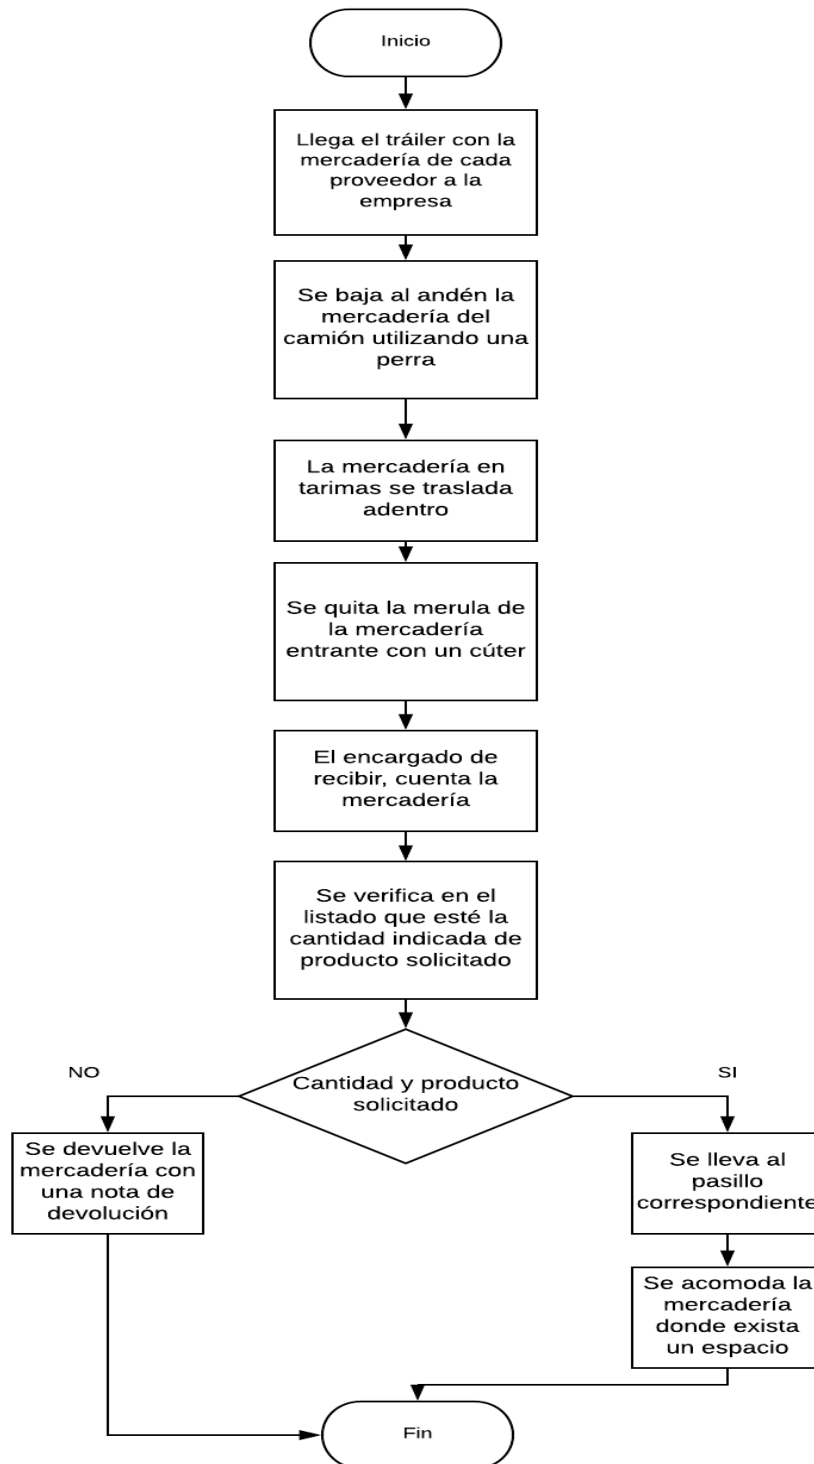 Inicio
Llega el tráiler con la
mercadería de cada
proveedor a la
empresa
Se baja al andén la
mercadería del
camión utilizando una
perra
La mercadería en
tarimas se traslada
adentro
Se quita la merula de
la mercadería
entrante con un cúter
El encargado de
recibir, cuenta la
mercadería
Se verifica en el
listado que esté la
cantidad indicada de
producto solicitado
Cantidad y producto
solicitado
NO
Se devuelve la
mercadería con
una nota de
devolución
SI
Se lleva al
pasillo
correspondiente
Se acomoda la
mercadería
donde exista
un espacio
Fin